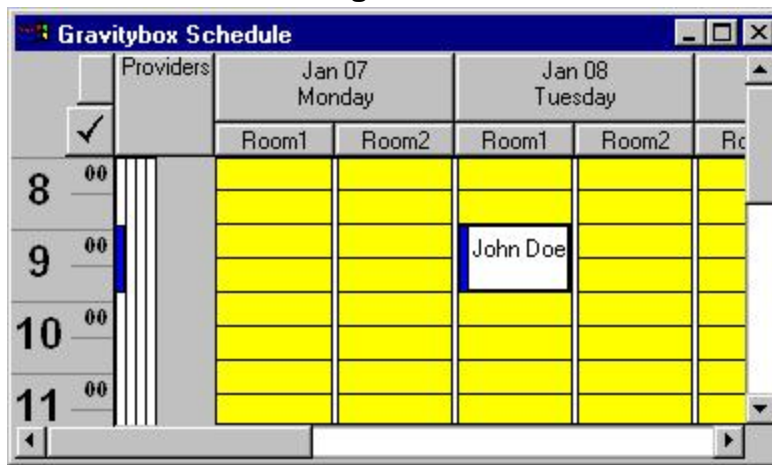 Gravitybox Schedule
Providers
Jan 07
Monday
Jan 08
Tuesday
Room1 Room2 Room1 Room2
8 00
John Doe
9 00
10 00
11 00